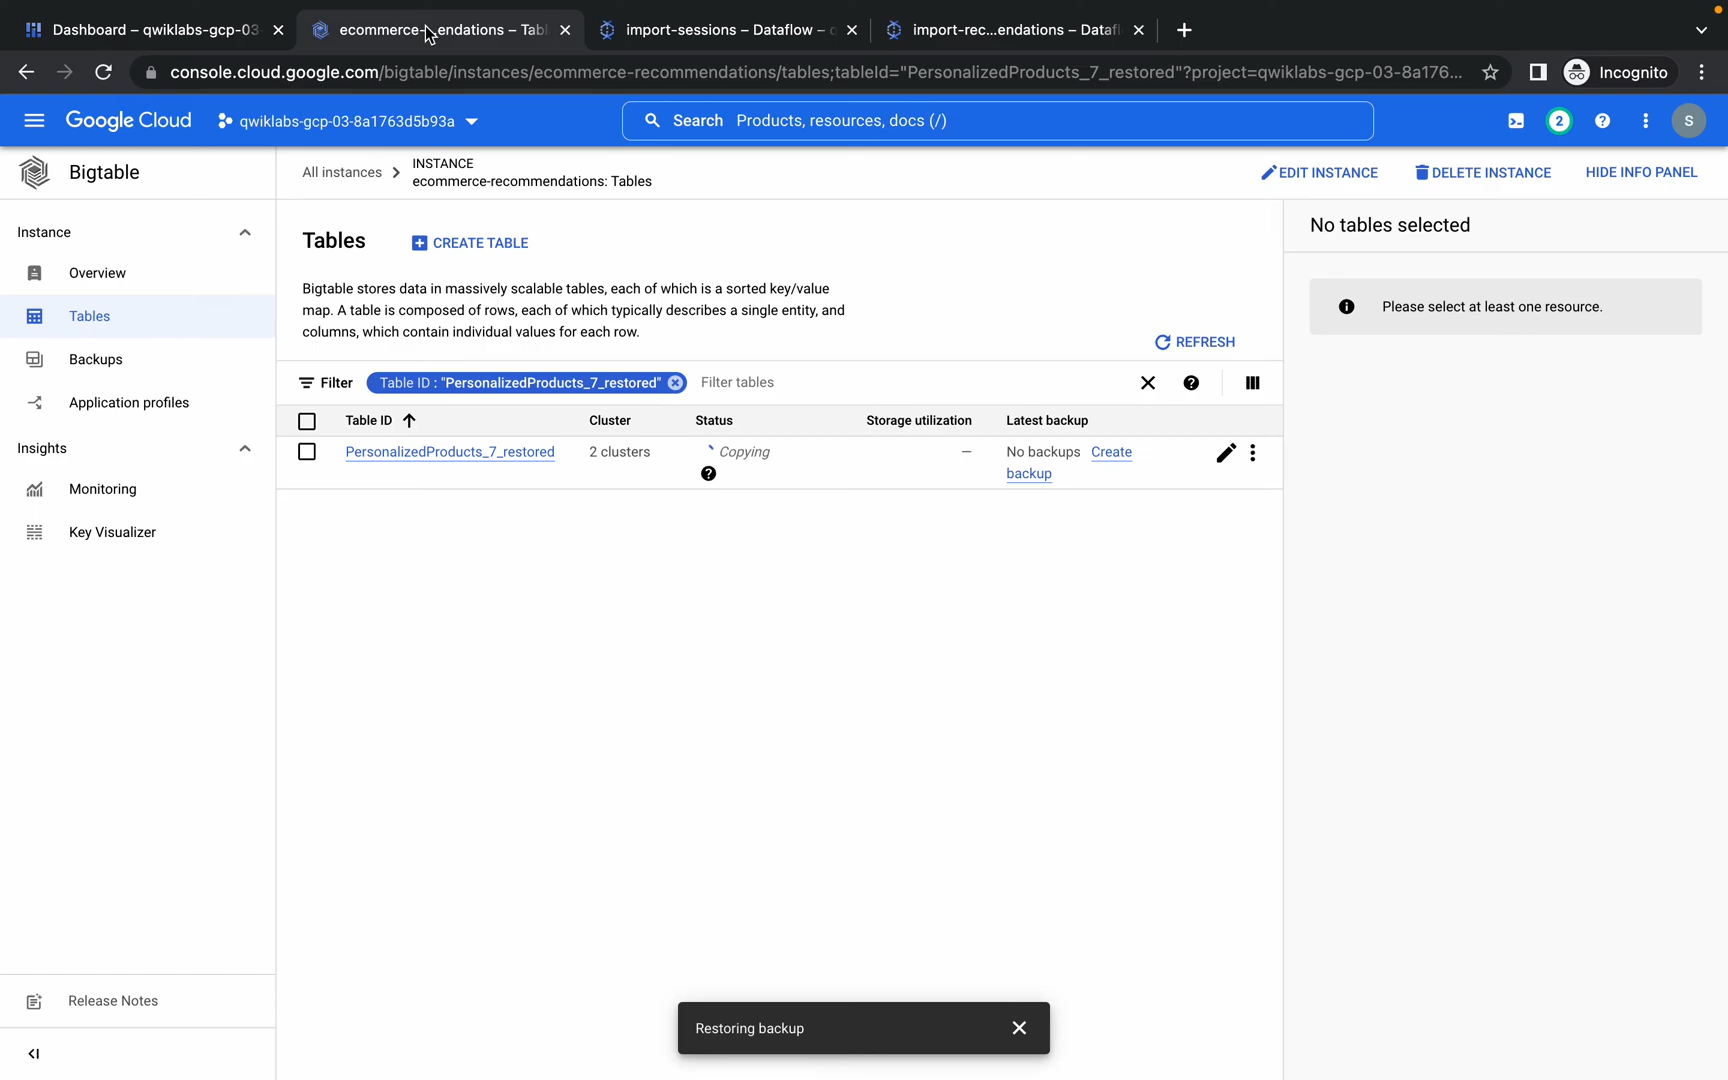 Dashboard – qwiklabs-gcp-03
ecommerce- endations – Tabl
import-sessions – Dataflow –
import-rec...endations – Datafl
console.cloud.google.com/bigtable/instances/ecommerce-recommendations/tables;tableId="PersonalizedProducts_7_restored"?project=qwiklabs-gcp-03-8a176...
Incognito
Google Cloud
qwiklabs-gcp-03-8a1763d5b93a
Search Products, resources, docs (/)
2
S
Bigtable
All instances
INSTANCE
ecommerce-recommendations: Tables
EDIT INSTANCE
DELETE INSTANCE
HIDE INFO PANEL
Instance
Overview
Tables
Backups
Application profiles
Insights
Monitoring
Key Visualizer
Release Notes
Tables
CREATE TABLE
Bigtable stores data in massively scalable tables, each of which is a sorted key/value
map. A table is composed of rows, each of which typically describes a single entity, and
columns, which contain individual values for each row.
REFRESH
Filter
Table ID : "PersonalizedProducts_7_restored"
Filter tables
Table ID Cluster Status Storage utilization Latest backup
PersonalizedProducts_7_restored 2 clusters Copying – No backups Create
backup
No tables selected
Please select at least one resource.
Restoring backup